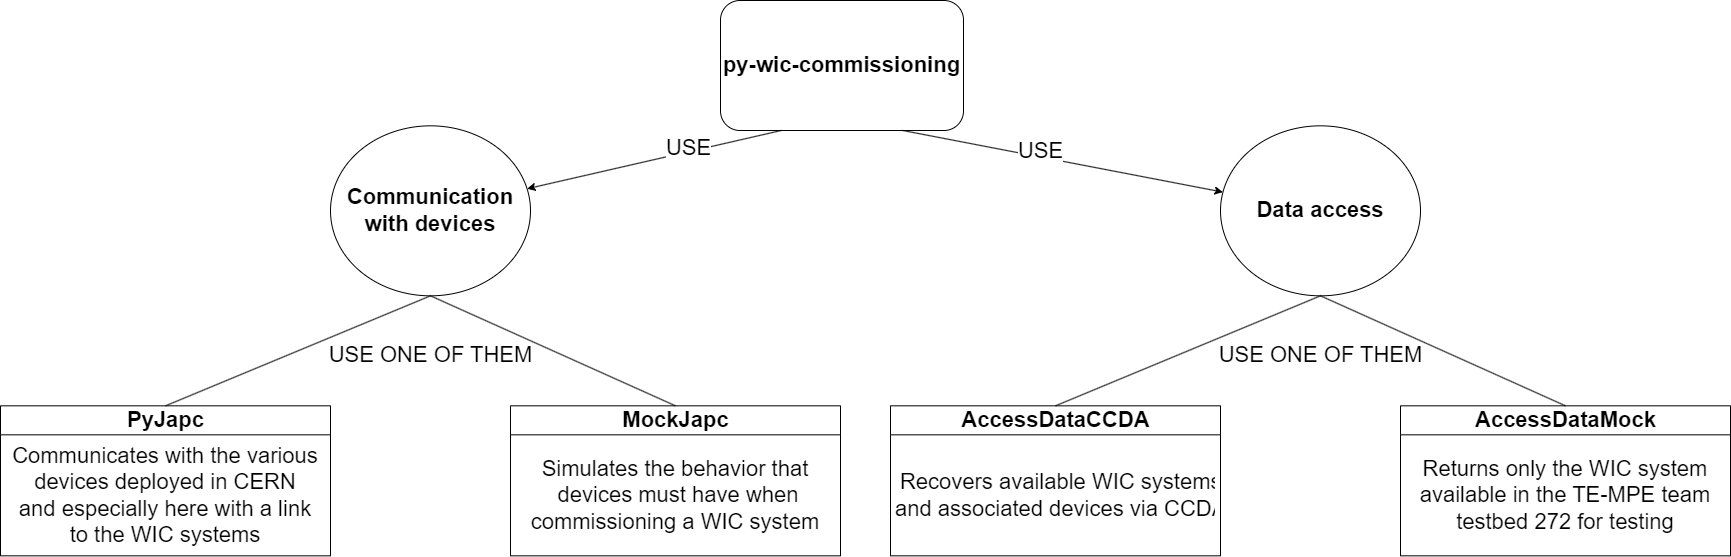 py-wic-commissioning
USE
USE
Communication
with devices
Data access
USE ONE OF THEM
USE ONE OF THEM
PyJapc
Communicates with the various
devices deployed in CERN
and especially here with a link
to the WIC systems
MockJapc
Simulates the behavior that
devices must have when
commissioning a WIC system
AccessDataCCDA
Recovers available WIC systems
and associated devices via CCDA
AccessDataMock
Returns only the WIC system
available in the TE-MPE team
testbed 272 for testing